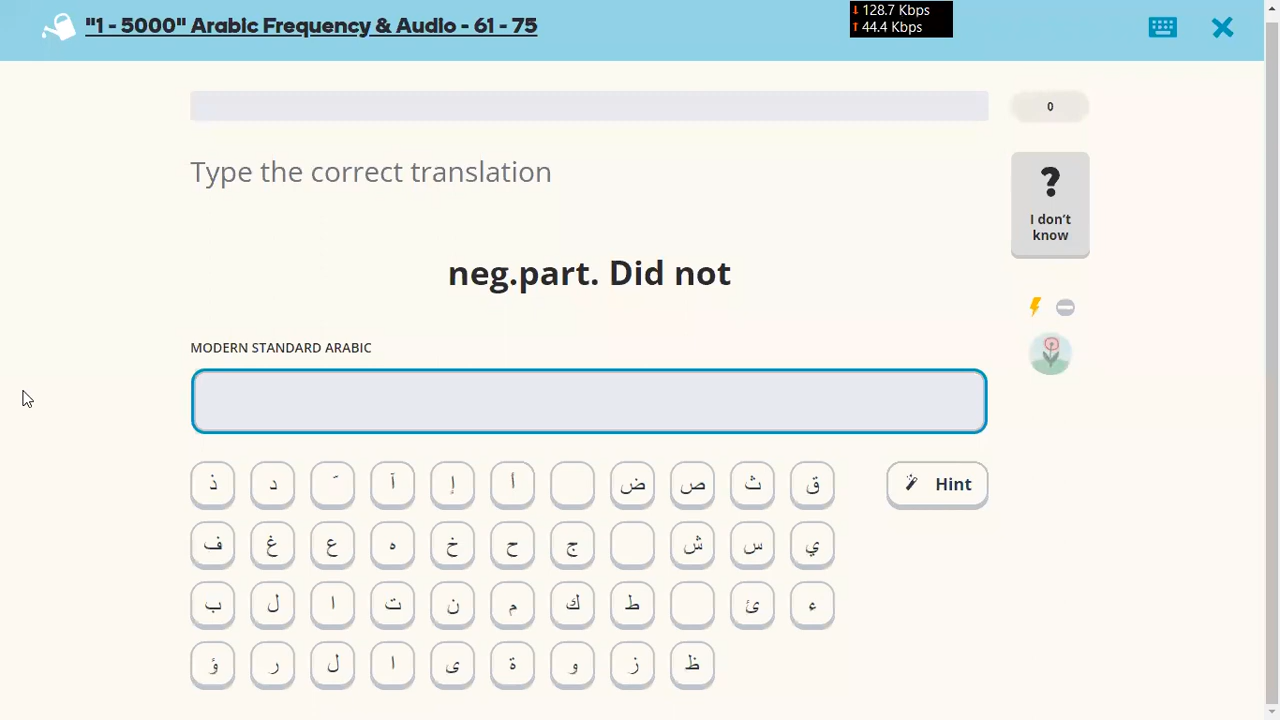 "1 - 5000" Arabic Frequency & Audio - 61 - 75
↓ 128.7 Kbps
↑ 44.4 Kbps
0
Type the correct translation
?
I don't know
neg.part. Did not
MODERN STANDARD ARABIC
ذ د َ آ إ أ ض ص ث ق
Hint
ف غ ع ه خ ح ج ش س ي
ب ل ا ت ن م ك ط ئ ء
ؤ ر ل ا ى ة و ز ظ